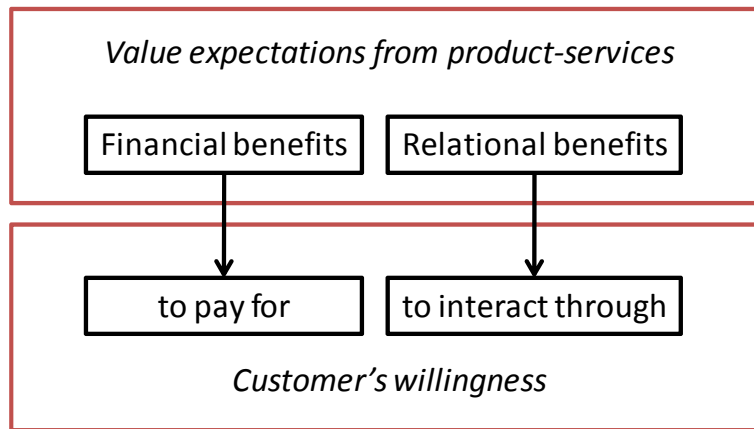 Value expectations from product-services
Financial benefits
Relational benefits
to pay for
to interact through
Customer’s willingness